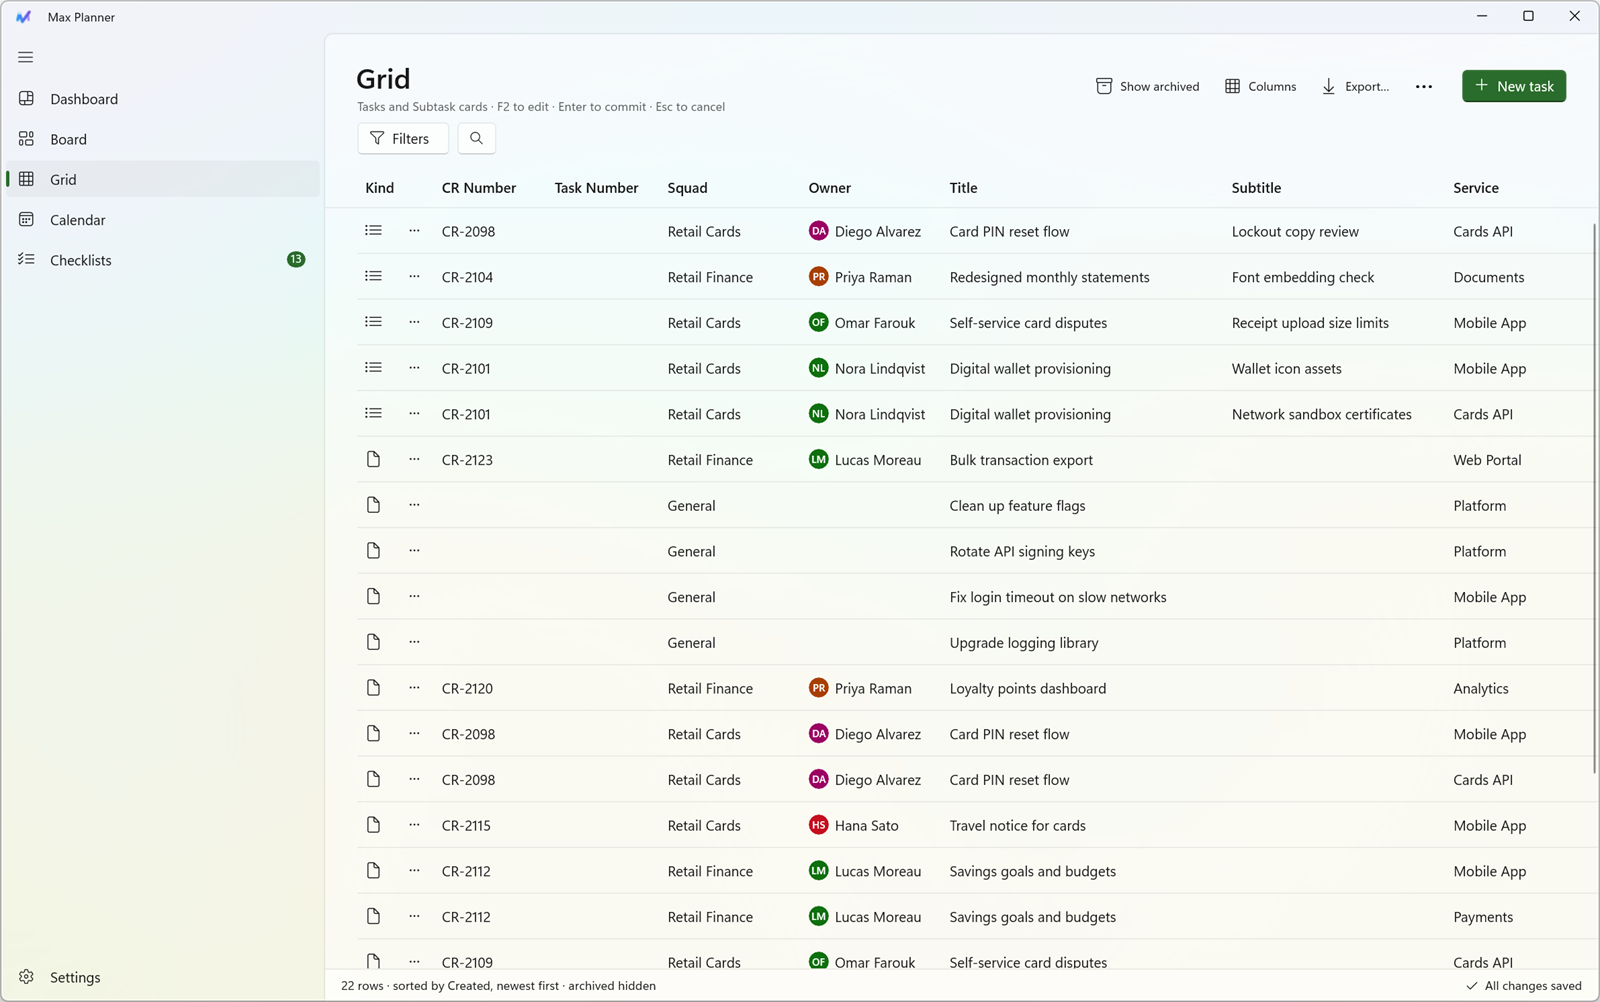 Max Planner
Dashboard
Board
Grid
Calendar
Checklists 13
Settings
Grid
Tasks and Subtask cards · F2 to edit · Enter to commit · Esc to cancel
Show archived Columns Export... ··· + New task
Filters
Kind CR Number Task Number Squad Owner Title Subtitle Service
··· CR-2098 Retail Cards DA Diego Alvarez Card PIN reset flow Lockout copy review Cards API
··· CR-2104 Retail Finance PR Priya Raman Redesigned monthly statements Font embedding check Documents
··· CR-2109 Retail Cards OF Omar Farouk Self-service card disputes Receipt upload size limits Mobile App
··· CR-2101 Retail Cards NL Nora Lindqvist Digital wallet provisioning Wallet icon assets Mobile App
··· CR-2101 Retail Cards NL Nora Lindqvist Digital wallet provisioning Network sandbox certificates Cards API
··· CR-2123 Retail Finance LM Lucas Moreau Bulk transaction export Web Portal
··· General Clean up feature flags Platform
··· General Rotate API signing keys Platform
··· General Fix login timeout on slow networks Mobile App
··· General Upgrade logging library Platform
··· CR-2120 Retail Finance PR Priya Raman Loyalty points dashboard Analytics
··· CR-2098 Retail Cards DA Diego Alvarez Card PIN reset flow Mobile App
··· CR-2098 Retail Cards DA Diego Alvarez Card PIN reset flow Cards API
··· CR-2115 Retail Cards HS Hana Sato Travel notice for cards Mobile App
··· CR-2112 Retail Finance LM Lucas Moreau Savings goals and budgets Mobile App
··· CR-2112 Retail Finance LM Lucas Moreau Savings goals and budgets Payments
··· CR-2109 Retail Cards OF Omar Farouk Self-service card disputes Cards API
22 rows · sorted by Created, newest first · archived hidden
All changes saved